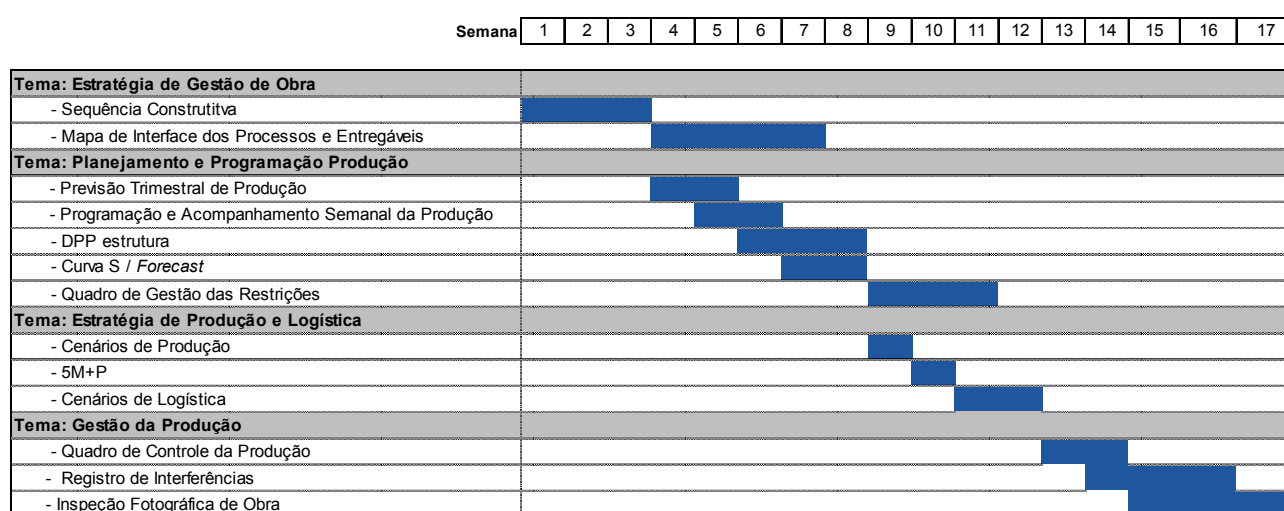 Semana 1 2 3 4 5 6 7 8 9 10 11 12 13 14 15 16 17
Tema: Estratégia de Gestão de Obra
- Sequência Construtitva
- Mapa de Interface dos Processos e Entregáveis
Tema: Planejamento e Programação Produção
- Previsão Trimestral de Produção
- Programação e Acompanhamento Semanal da Produção
- DPP estrutura
- Curva S / Forecast
- Quadro de Gestão das Restrições
Tema: Estratégia de Produção e Logística
- Cenários de Produção
- 5M+P
- Cenários de Logística
Tema: Gestão da Produção
- Quadro de Controle da Produção
- Registro de Interferências
- Inspeção Fotográfica de Obra